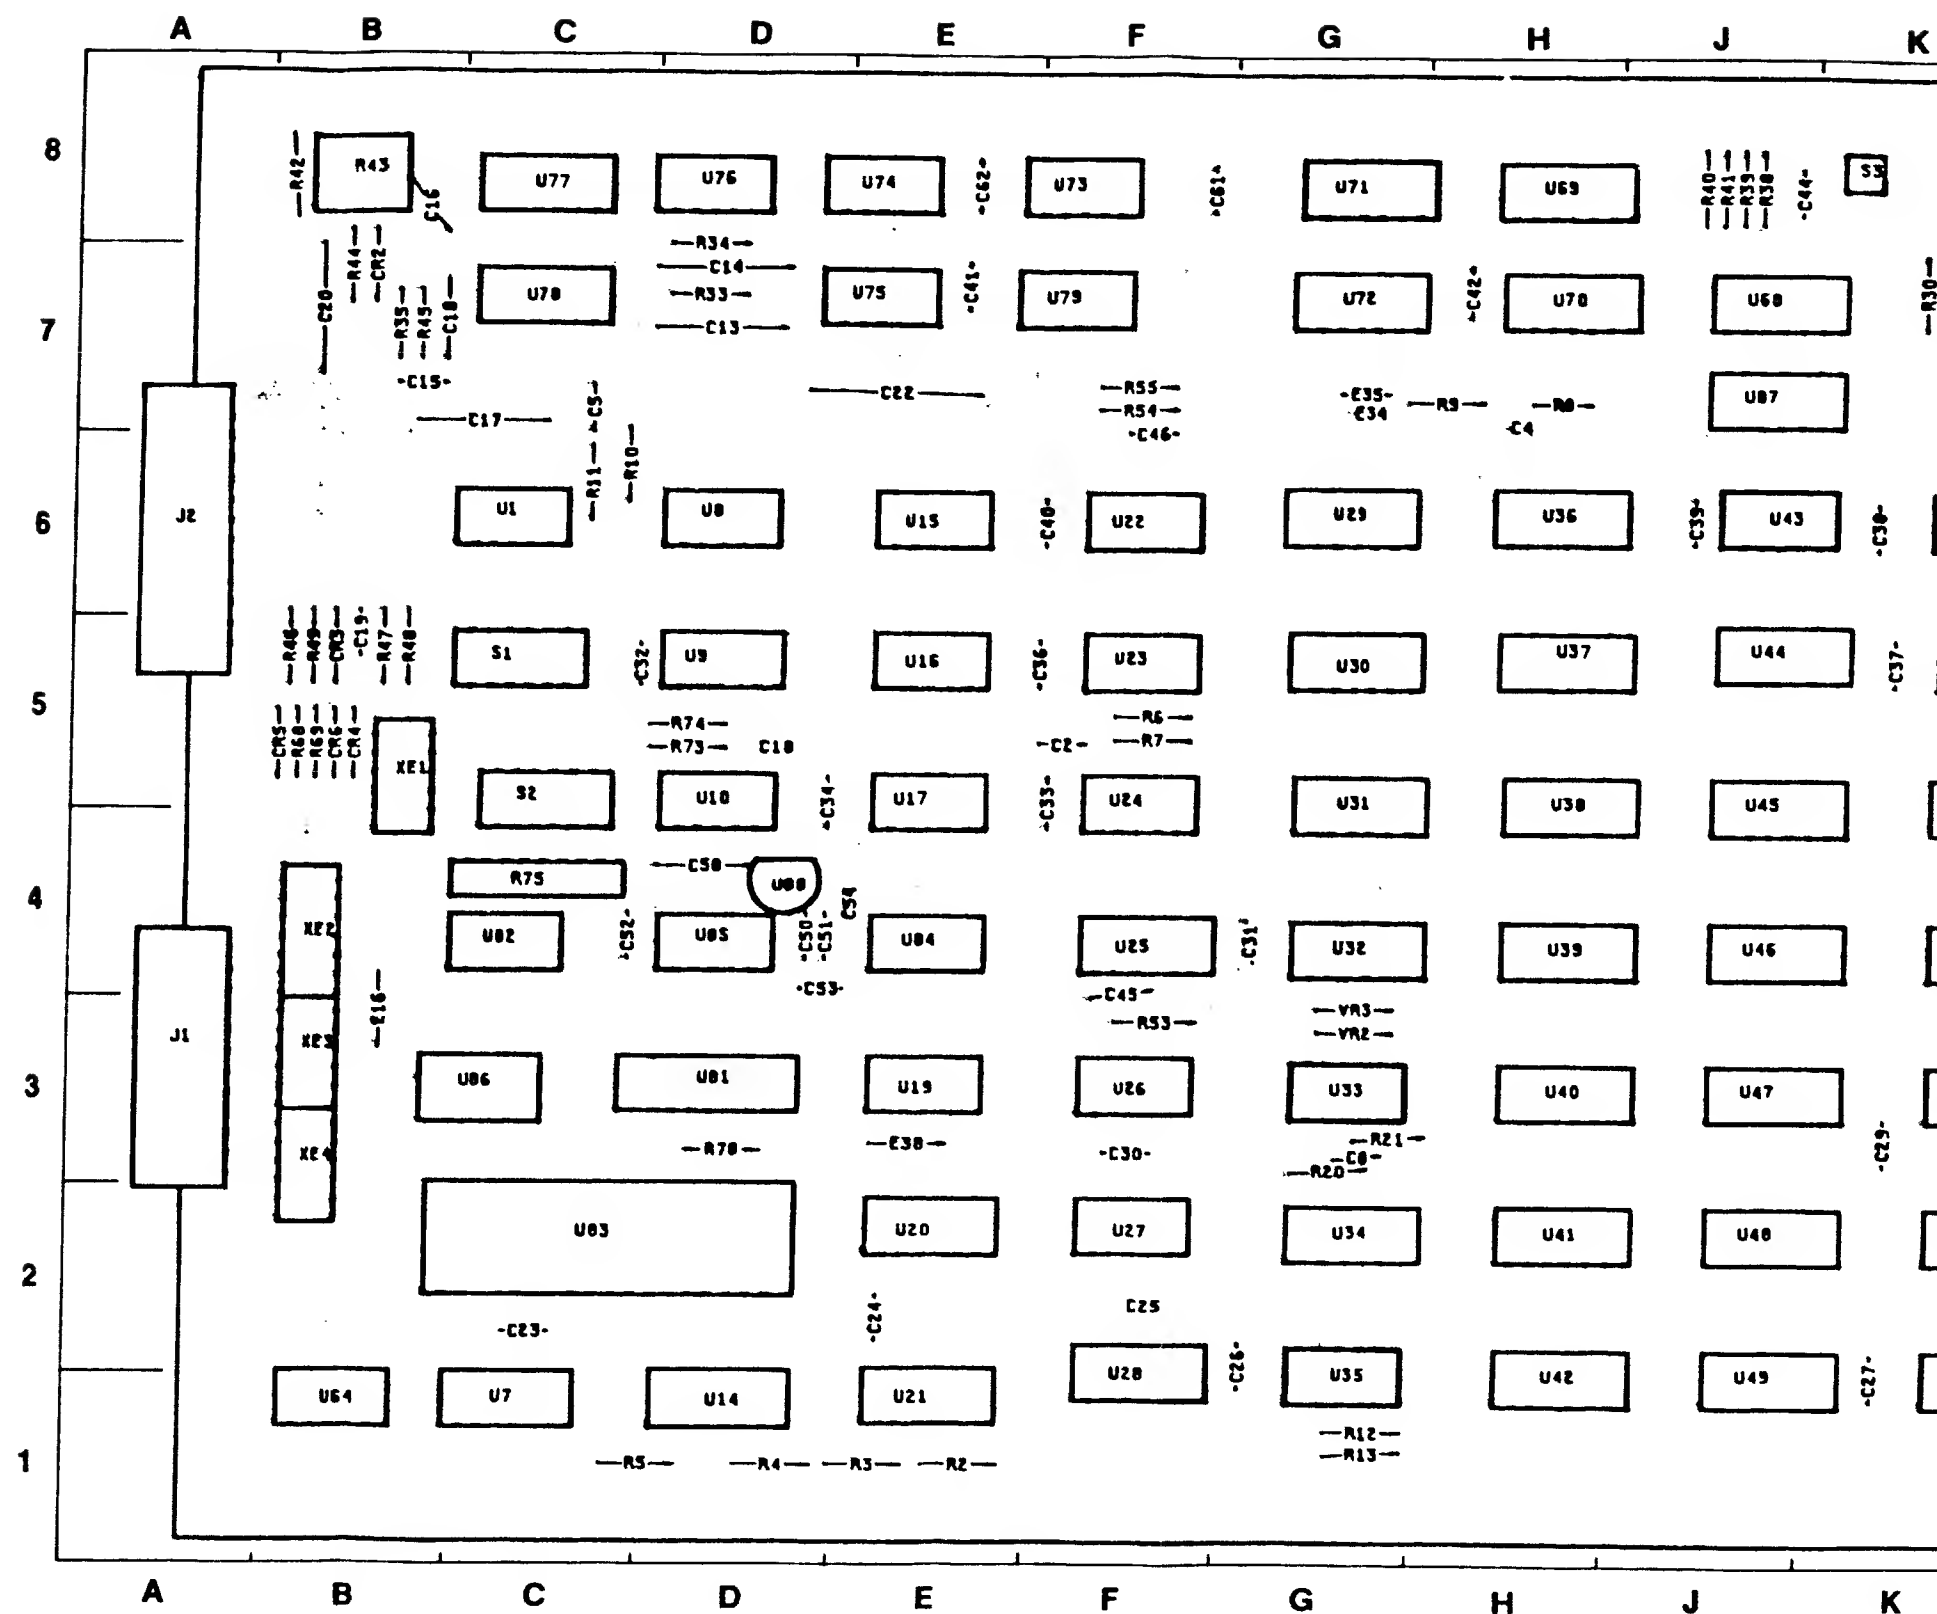 A B C D E F G H J K
8
R42 R43 C16 U77 U76 U74 C62 U73 C61 U71 U69 R40 R41 R39 R38 C44 S3
R34
C14
C20 R44 CR2 R35 R45 C18 U78 R33 U75 C41 U79 U72 C42 U70 U68 R30
7
C13
C15 C22 R55 E35 R9 R8 U87
C17 C5 R54 E34
C46 C4
R11 R10
6
J2 U1 U8 U15 C40 U22 U29 U36 C39 U43 C38
R46 R49 CR3 C19 R47 R48 S1 C32 U9 U16 C36 U23 U30 U37 U44 C37
5
CR5 R68 R69 CR6 CR4 R74 R6
R73 C18 C2 R7
XE1 S2 U10 C34 U17 C33 U24 U31 U38 U45
4
R75 C58 U88 C54
XE2 U82 C52 U85 C50 C51 U84 U25 C31 U32 U39 U46
C53 C45
E16 VR3
R53 VR2
J1 XE3
3
U86 U81 U19 U26 U33 U40 U47
XE4 R70 E38 C30 R21 C29
C8
R20
2
U83 U20 U27 U34 U41 U48
C23 C24 C25
1
U64 U7 U14 U21 U28 C26 U35 U42 U49 C27
R12
R13
R5 R4 R3 R2
A B C D E F G H J K